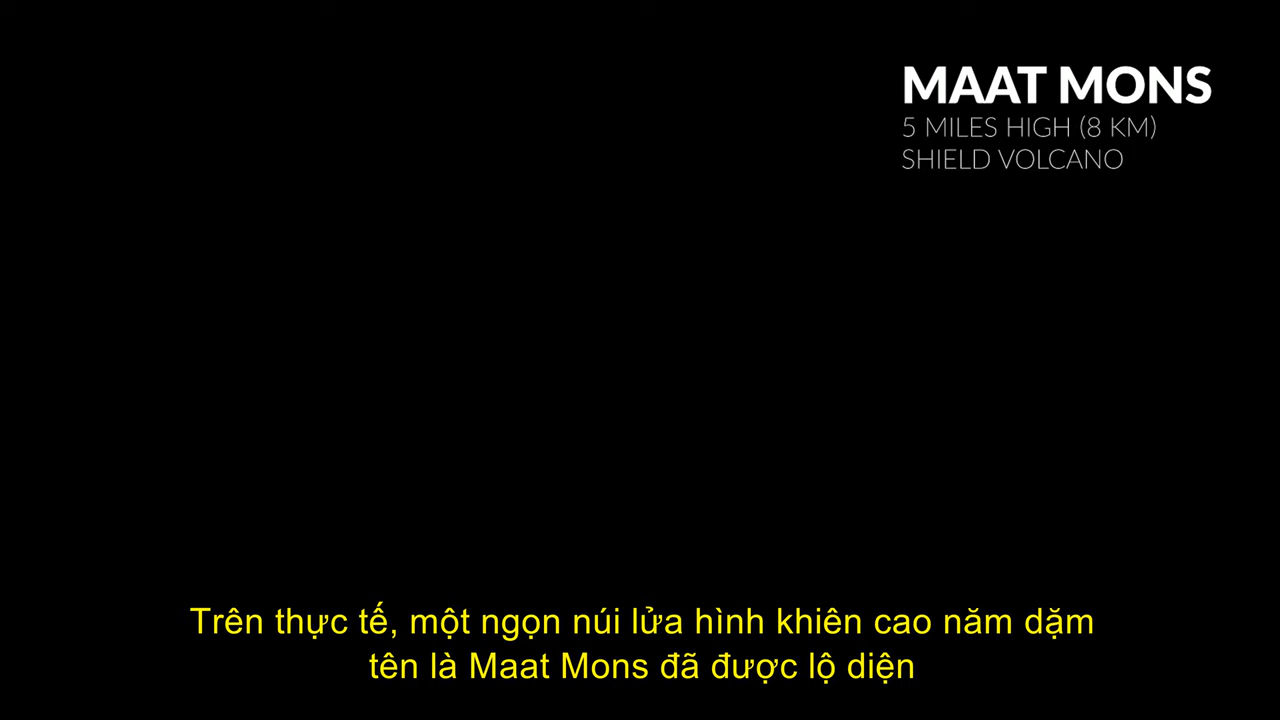 MAAT MONS
5 MILES HIGH (8 KM)
SHIELD VOLCANO
Trên thực tế, một ngọn núi lửa hình khiên cao năm dặm
tên là Maat Mons đã được lộ diện